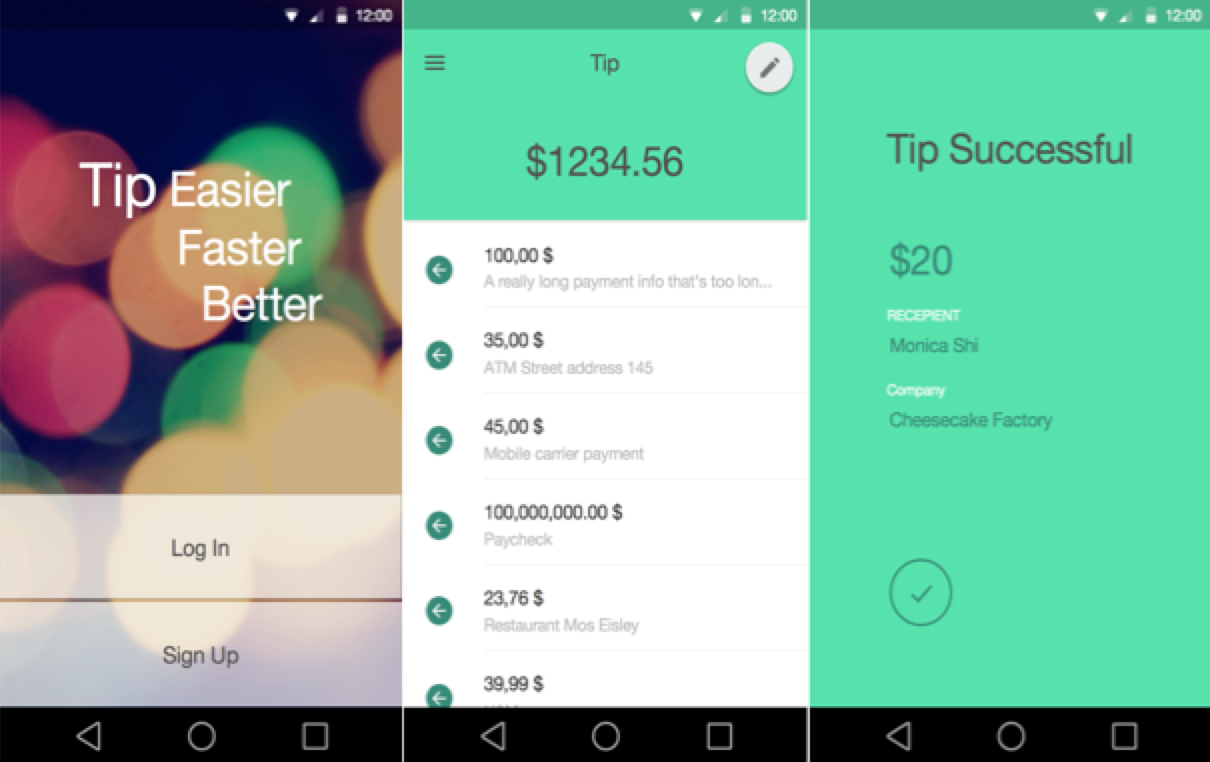 12:00
Tip Easier
Faster
Better
Log In
Sign Up
12:00
Tip
$1234.56
100,00 $
A really long payment info that's too lon...
35,00 $
ATM Street address 145
45,00 $
Mobile carrier payment
100,000,000.00 $
Paycheck
23,76 $
Restaurant Mos Eisley
39,99 $
12:00
Tip Successful
$20
RECEPIENT
Monica Shi
Company
Cheesecake Factory